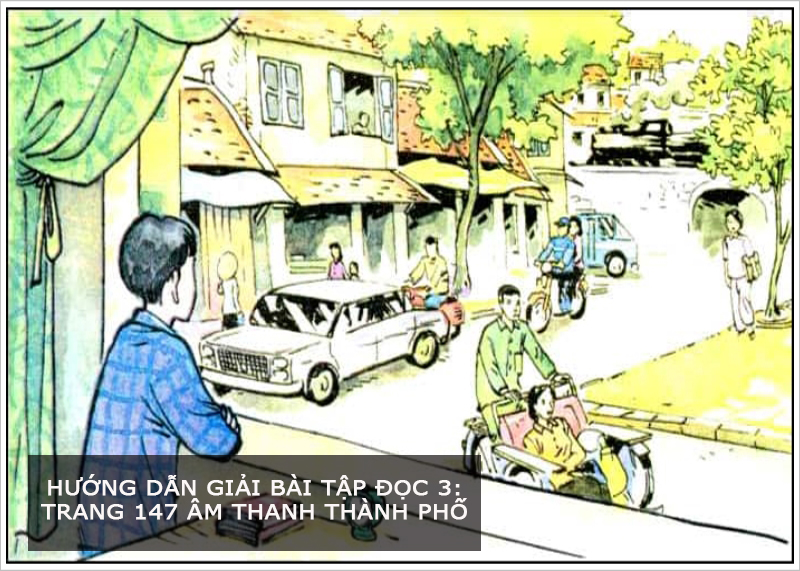 HƯỚNG DẪN GIẢI BÀI TẬP ĐỌC 3:
TRANG 147 ÂM THANH THÀNH PHỐ